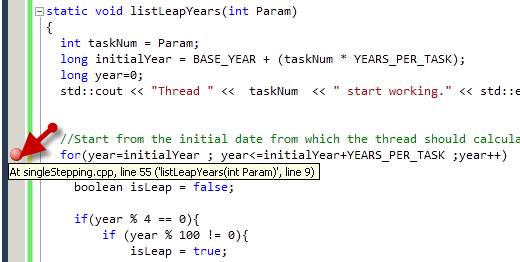 static void listLeapYears(int Param)
{
int taskNum = Param;
long initialYear = BASE_YEAR + (taskNum * YEARS_PER_TASK);
long year=0;
std::cout << "Thread " << taskNum << " start working." << std::e
//Start from the initial date from which the thread should calcula
for(year=initialYear ; year<=initialYear+YEARS_PER_TASK ;year++)
At singleStepping.cpp, line 55 ('listLeapYears(int Param)', line 9)
boolean isLeap = false;
if(year % 4 == 0){
if (year % 100 != 0){
isLeap = true;